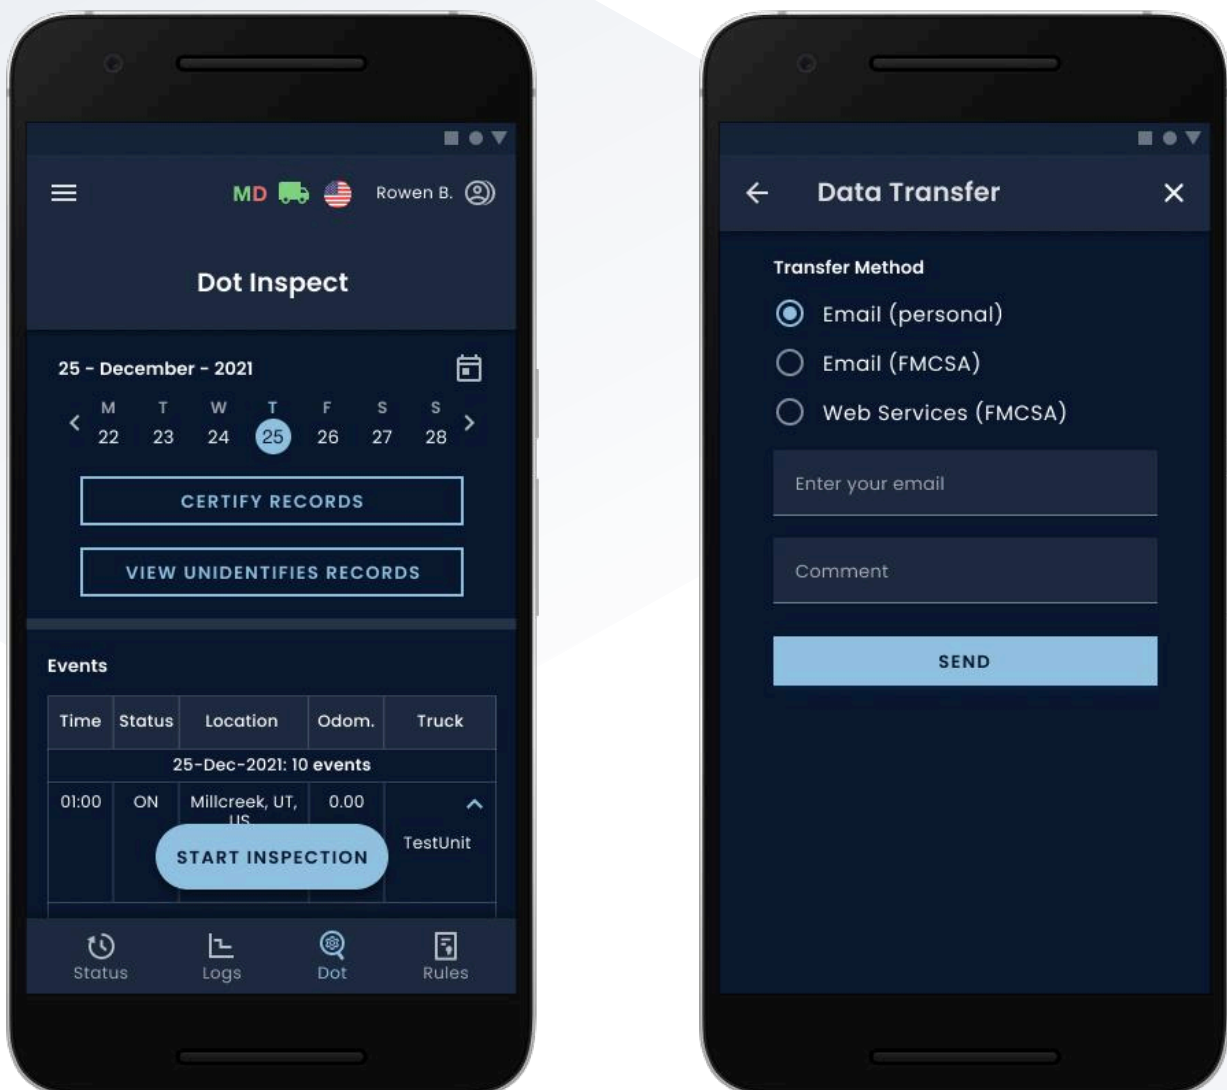 MD Rowen B.
Dot Inspect
25 - December - 2021
M T W T F S S
22 23 24 25 26 27 28
CERTIFY RECORDS
VIEW UNIDENTIFIES RECORDS
Events
Time Status Location Odom. Truck
25-Dec-2021: 10 events
01:00 ON Millcreek, UT, 0.00
US
TestUnit
START INSPECTION
Status Logs Dot Rules
Data Transfer
Transfer Method
Email (personal)
Email (FMCSA)
Web Services (FMCSA)
Enter your email
Comment
SEND